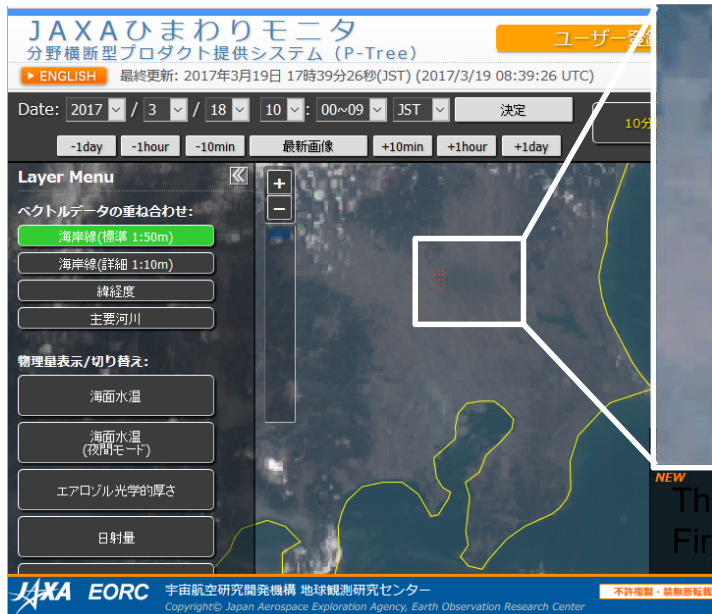 JAXAひまわりモニタ
分野横断型プロダクト提供システム (P-Tree)
ユーザー登
▶ ENGLISH 最終更新: 2017年3月19日 17時39分26秒(JST) (2017/3/19 08:39:26 UTC)
Date: 2017 / 3 / 18 10 : 00~09 JST 決定
10分
-1day -1hour -10min 最新画像 +10min +1hour +1day
Layer Menu
ベクトルデータの重ね合わせ:
海岸線(標準 1:50m)
海岸線(詳細 1:10m)
緯経度
主要河川
物理量表示/切り替え:
海面水温
海面水温
(夜間モード)
エアロゾル光学的厚さ
日射量
+
−
NEW
Th
Fir
JAXA EORC 宇宙航空研究開発機構 地球観測研究センター
Copyright© Japan Aerospace Exploration Agency, Earth Observation Research Center
不許複製・禁無断転載